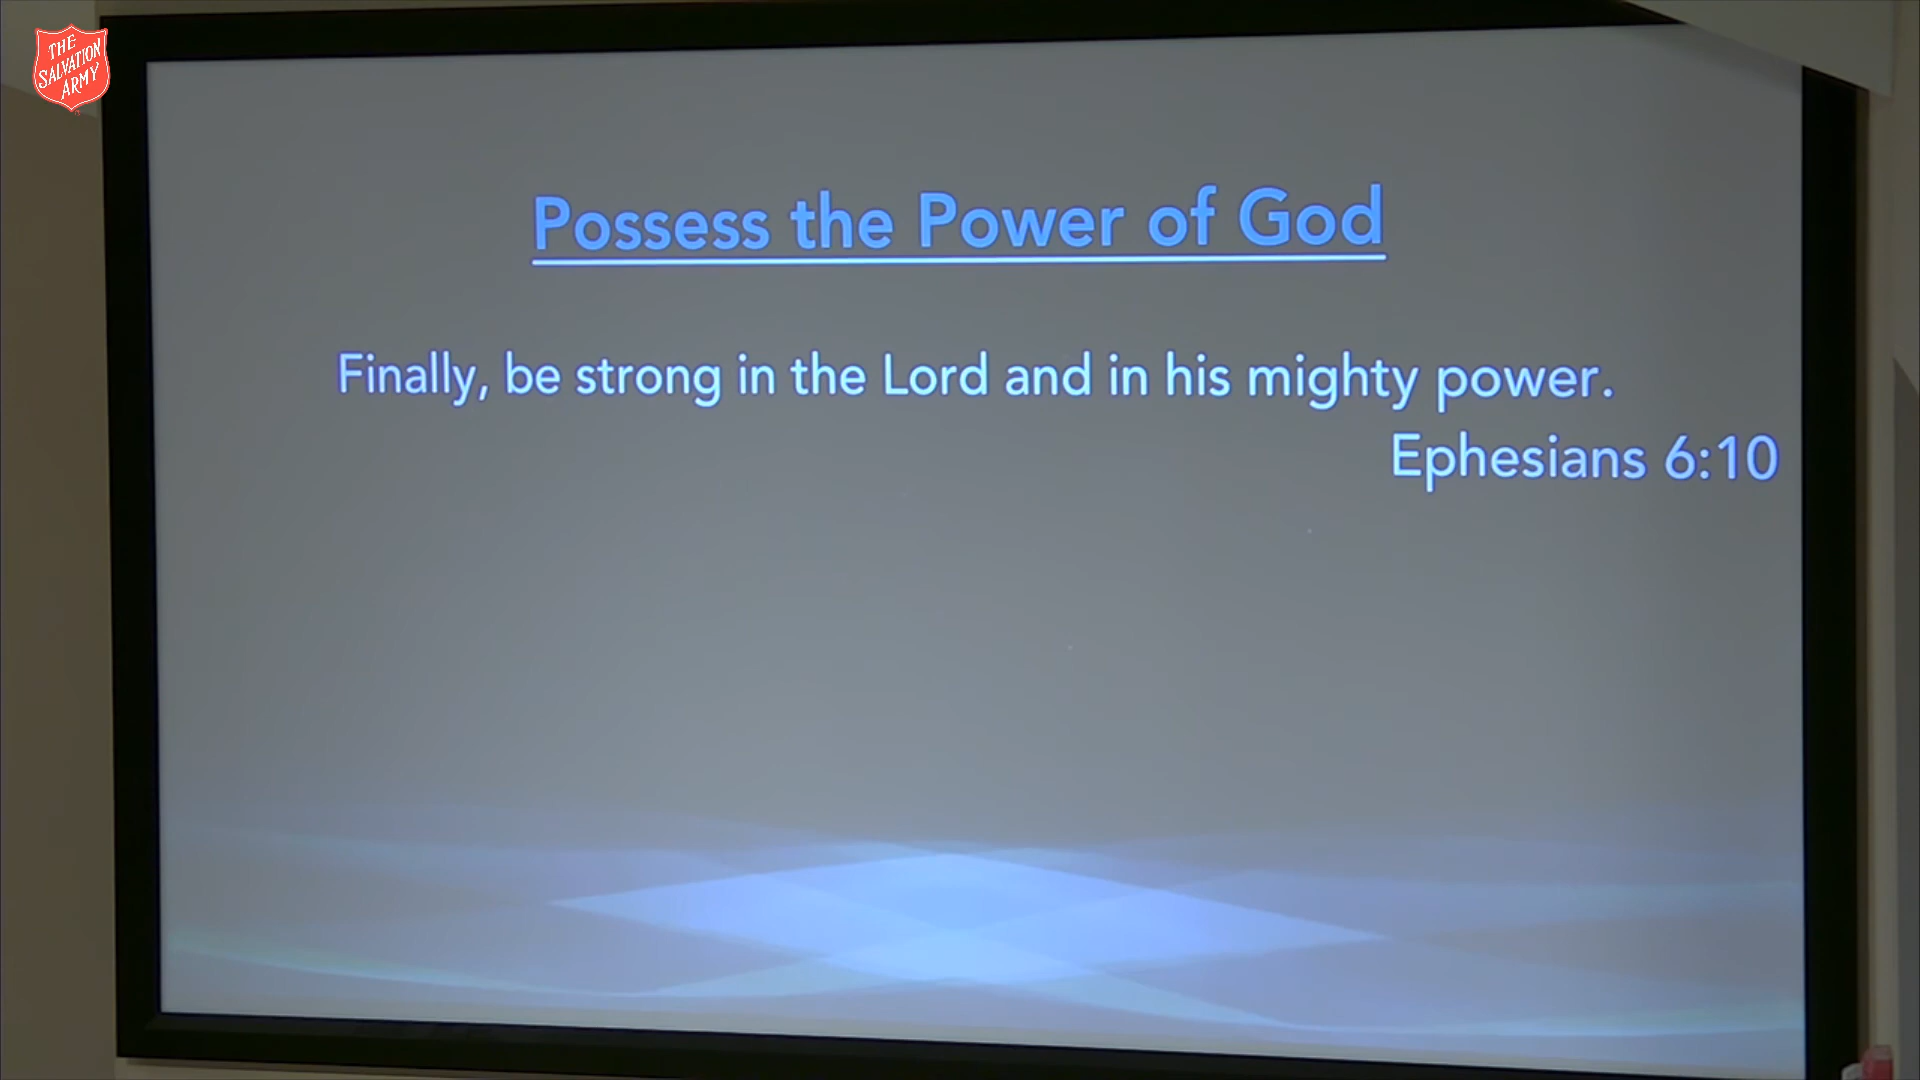 THE
SALVATION
ARMY
Possess the Power of God
Finally, be strong in the Lord and in his mighty power.
Ephesians 6:10